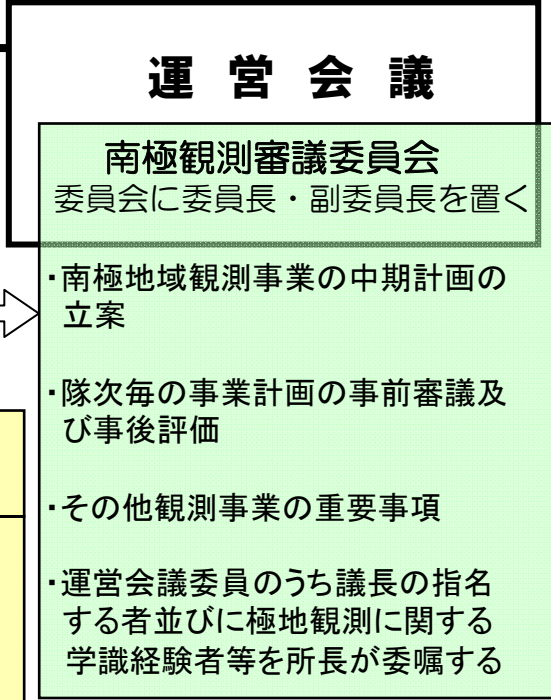 運 営 会 議
南極観測審議委員会
委員会に委員長・副委員長を置く
・南極地域観測事業の中期計画の
立案
・隊次毎の事業計画の事前審議及
び事後評価
・その他観測事業の重要事項
・運営会議委員のうち議長の指名
する者並びに極地観測に関する
学識経験者等を所長が委嘱する